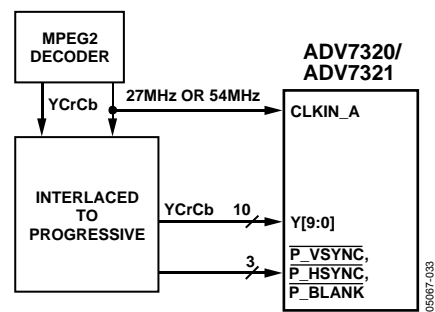 MPEG2
DECODER
ADV7320/
ADV7321
YCrCb
27MHz OR 54MHz
CLKIN_A
INTERLACED
TO
PROGRESSIVE
YCrCb
10
Y[9:0]
3
P_VSYNC,
P_HSYNC,
P_BLANK
05067-033